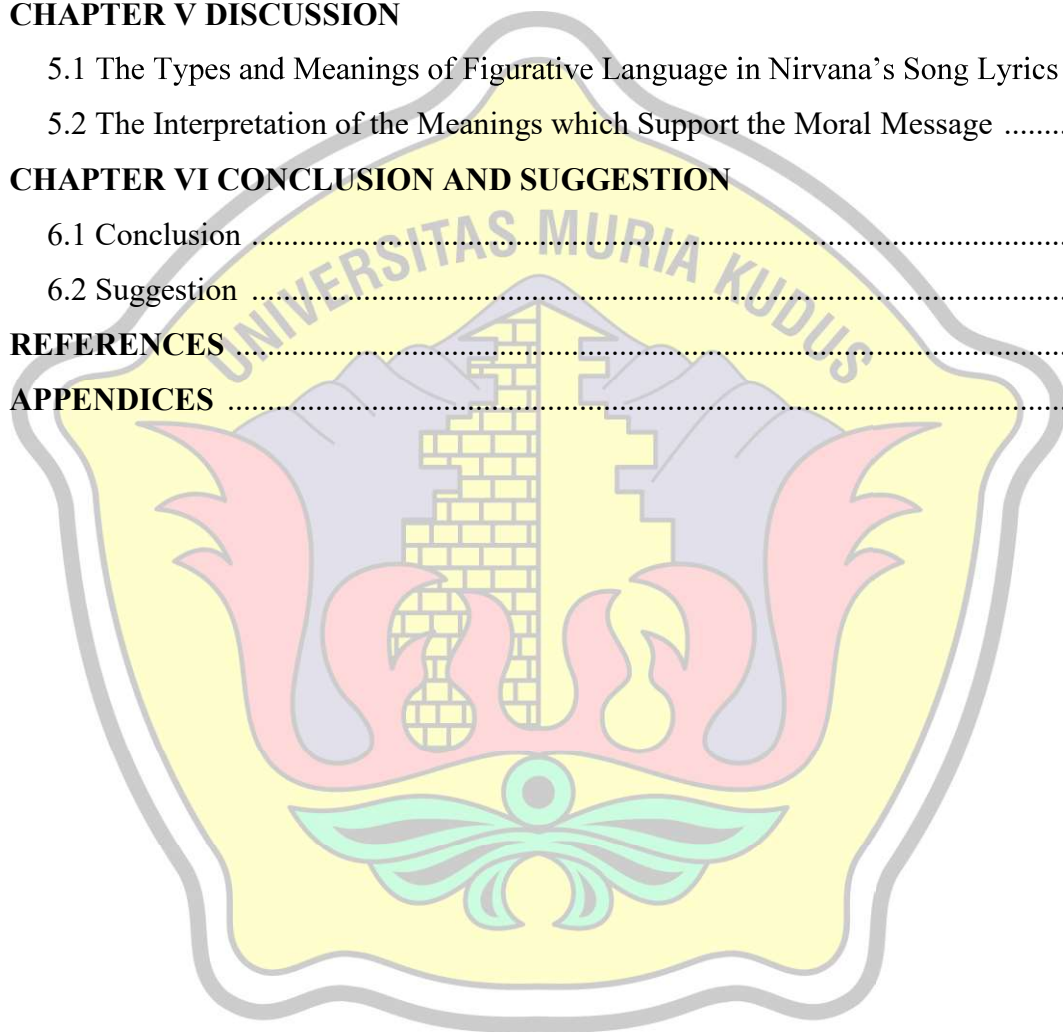 CHAPTER V DISCUSSION
5.1 The Types and Meanings of Figurative Language in Nirvana’s Song Lyrics
5.2 The Interpretation of the Meanings which Support the Moral Message ........
CHAPTER VI CONCLUSION AND SUGGESTION
6.1 Conclusion ....................................................................................
6.2 Suggestion ....................................................................................
REFERENCES ....................................................................................
APPENDICES ....................................................................................
UNIVERSITAS MURIA KUDUS